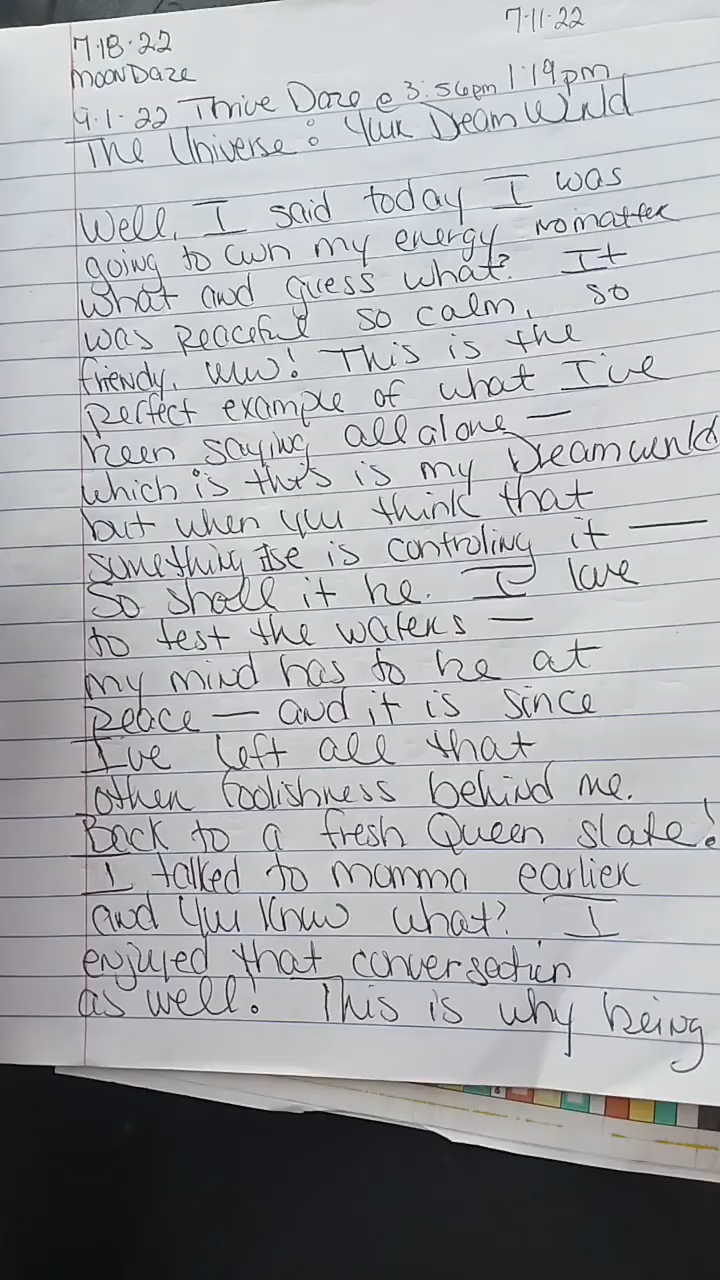 7·11·22
7·18·22
MOON DAZE
9·1·22 Thrive Daze @ 3:56pm 1:19pm
The Universe: Your Dream World
Well, I said today I was
going to own my energy no matter
what and guess what? It
was peaceful so calm, so
friendy, wow! This is the
perfect example of what I've
been saying all alone —
which is this is my Dreamworld
but when you think that
something else is controling it —
so shall it be. I love
to test the waters —
my mind has to be at
peace — and it is since
I've left all that
other foolishness behind me.
Back to a fresh Queen slate!
I talked to momma earlier
and you know what? I
enjoyed that conversation
as well! This is why being